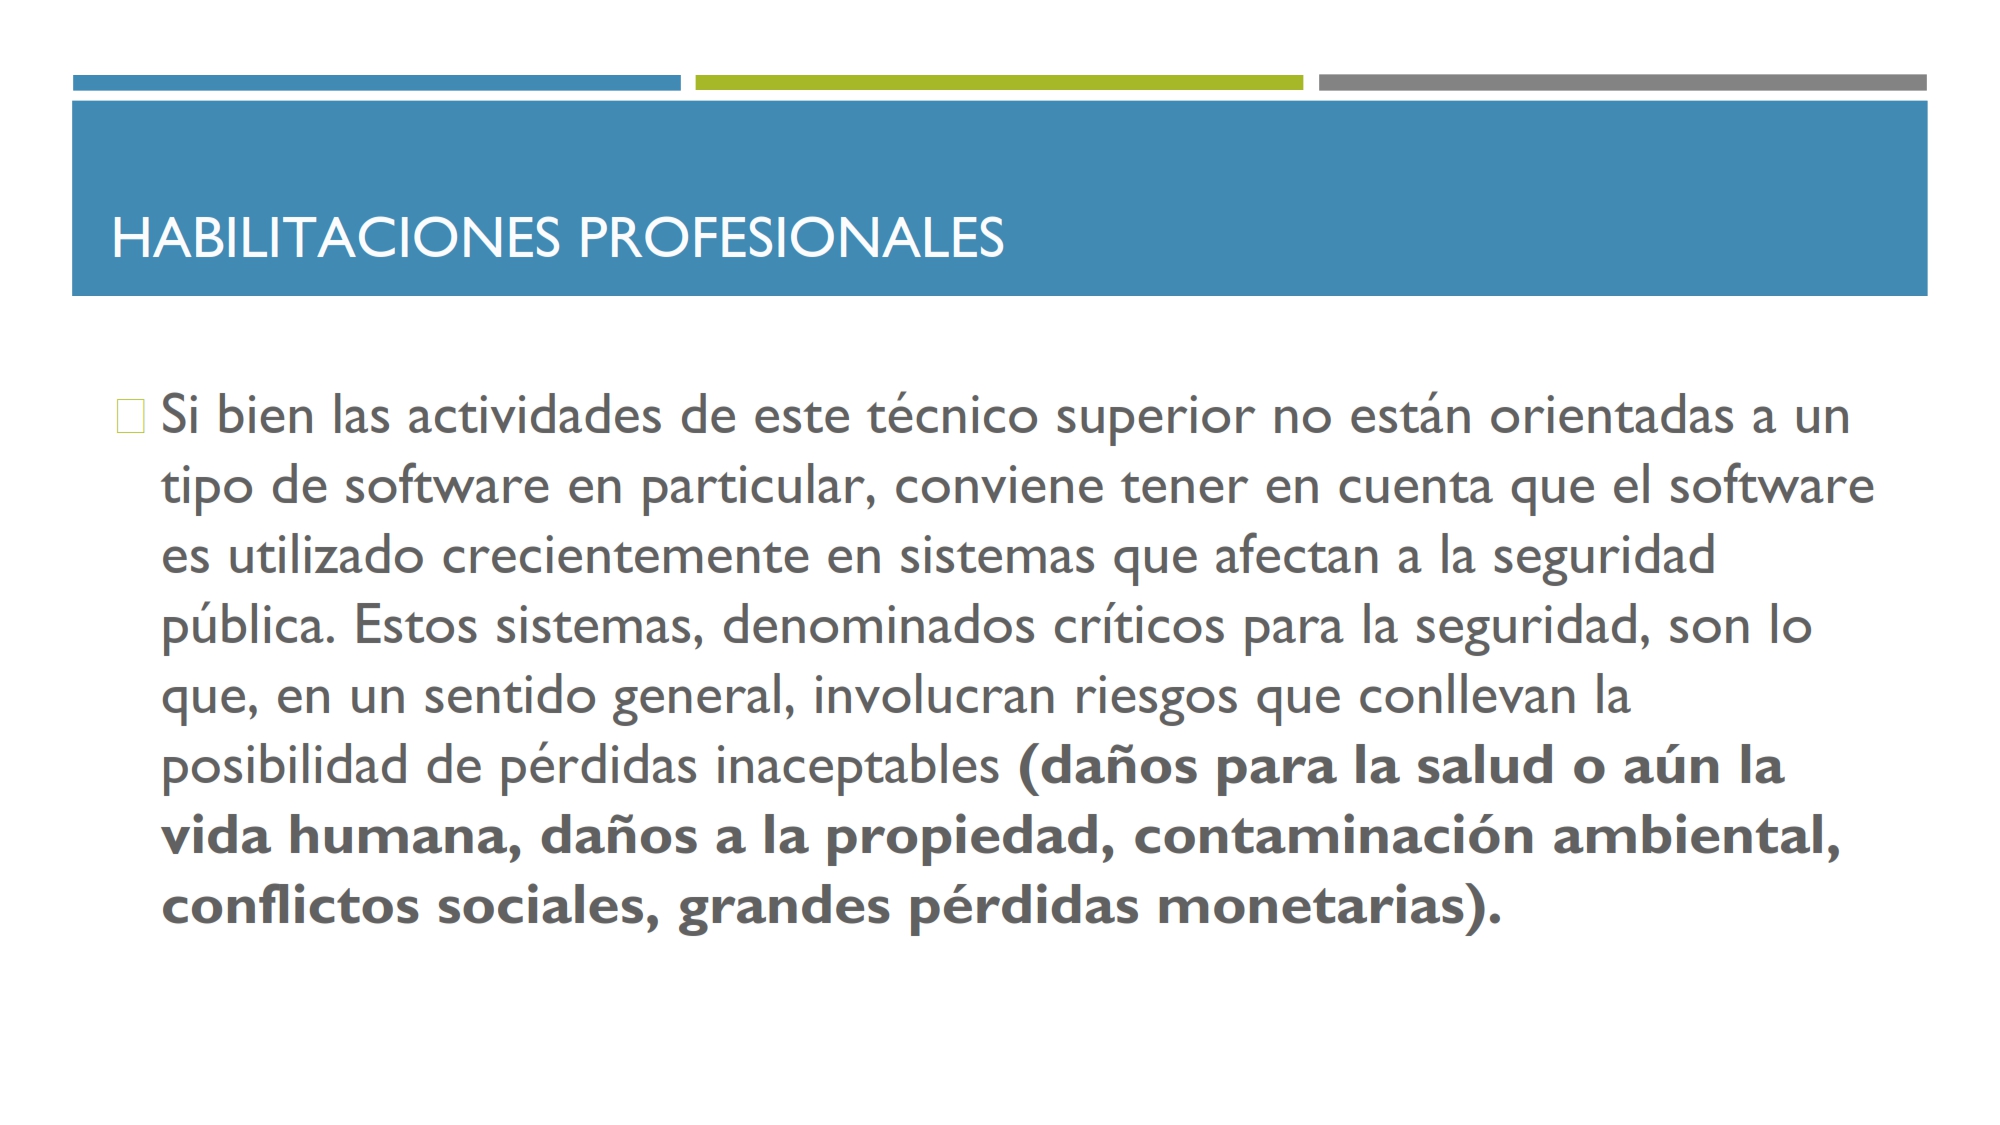 HABILITACIONES PROFESIONALES
Si bien las actividades de este técnico superior no están orientadas a un
tipo de software en particular, conviene tener en cuenta que el software
es utilizado crecientemente en sistemas que afectan a la seguridad
pública. Estos sistemas, denominados críticos para la seguridad, son lo
que, en un sentido general, involucran riesgos que conllevan la
posibilidad de pérdidas inaceptables (daños para la salud o aún la
vida humana, daños a la propiedad, contaminación ambiental,
conflictos sociales, grandes pérdidas monetarias).